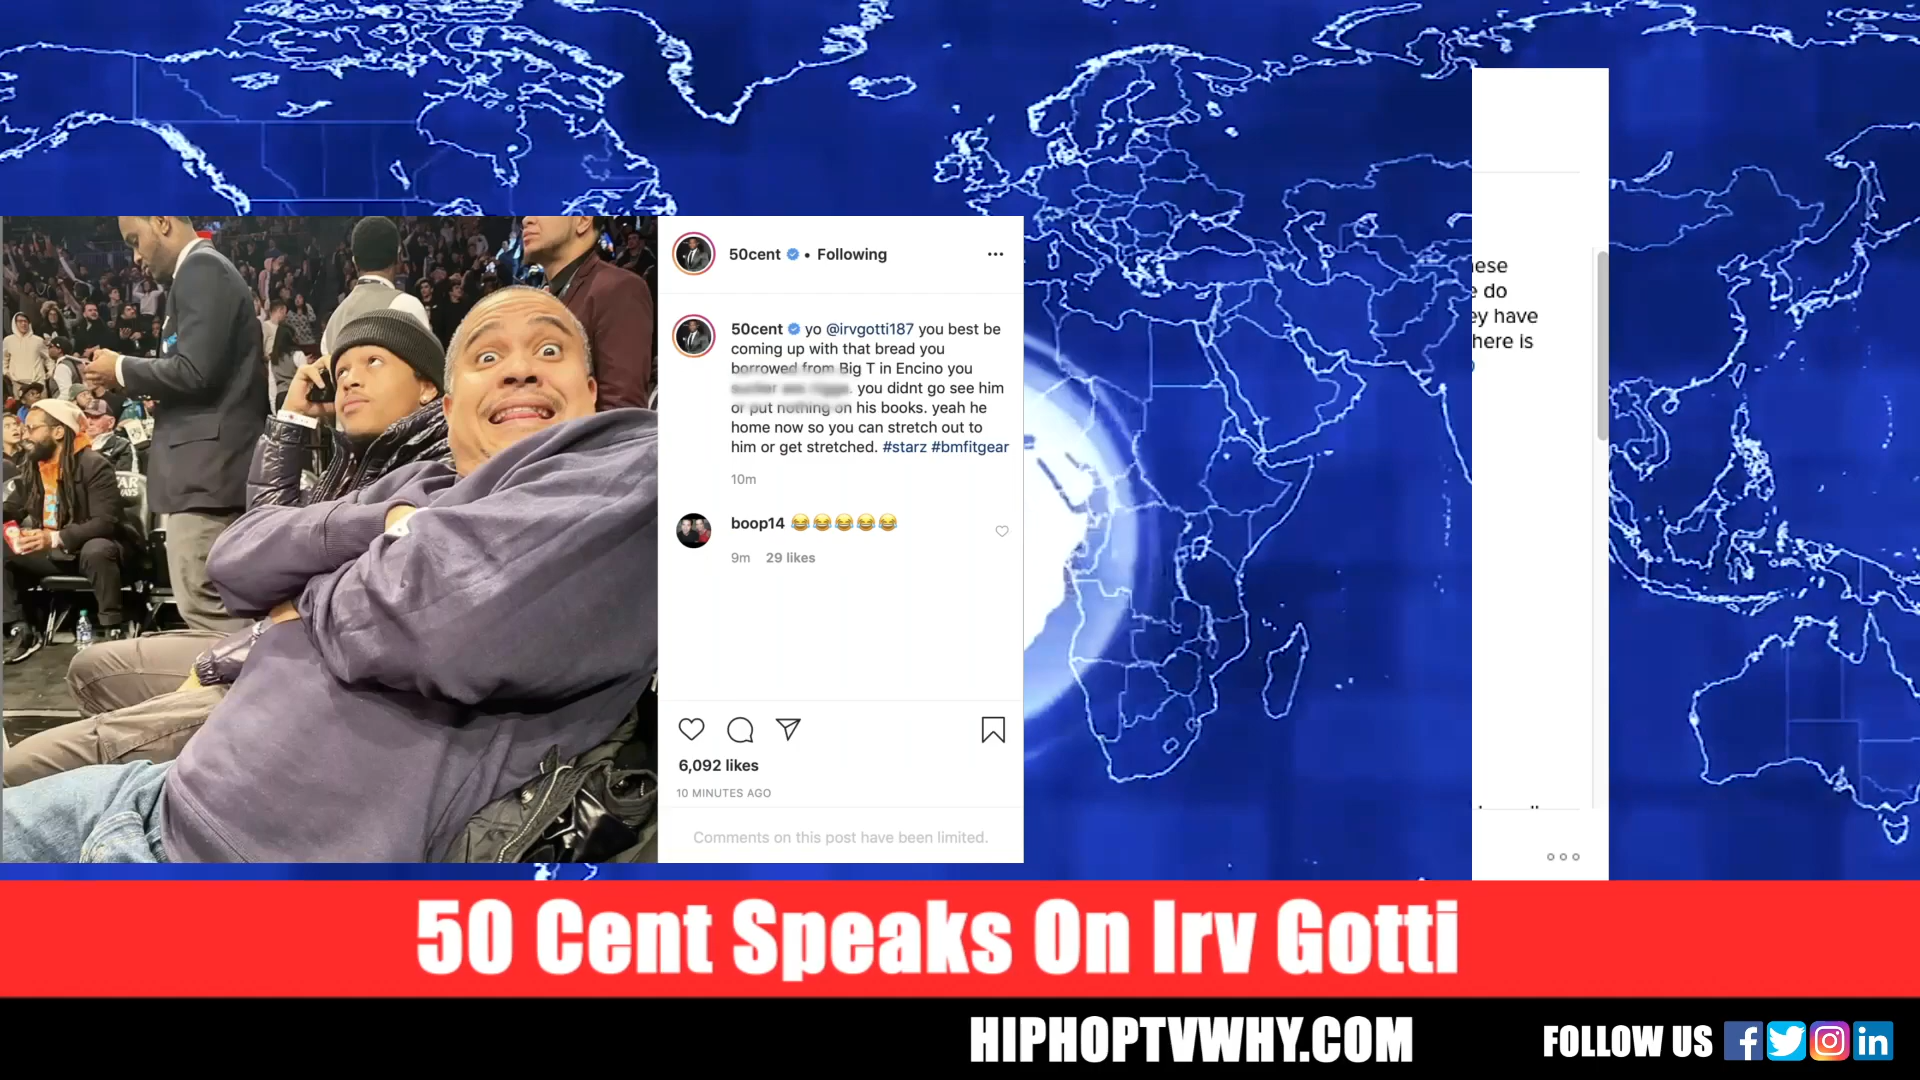 50cent • Following
50cent yo @irvgotti187 you best be
coming up with that bread you
borrowed from Big T in Encino you
you didnt go see him
or put nothing on his books. yeah he
home now so you can stretch out to
him or get stretched. #starz #bmfitgear
10m
boop14 😂😂😂😂😂
9m 29 likes
6,092 likes
10 MINUTES AGO
Comments on this post have been limited.
do
have
here is
50 Cent Speaks On Irv Gotti
HIPHOPTVWHY.COM
FOLLOW US